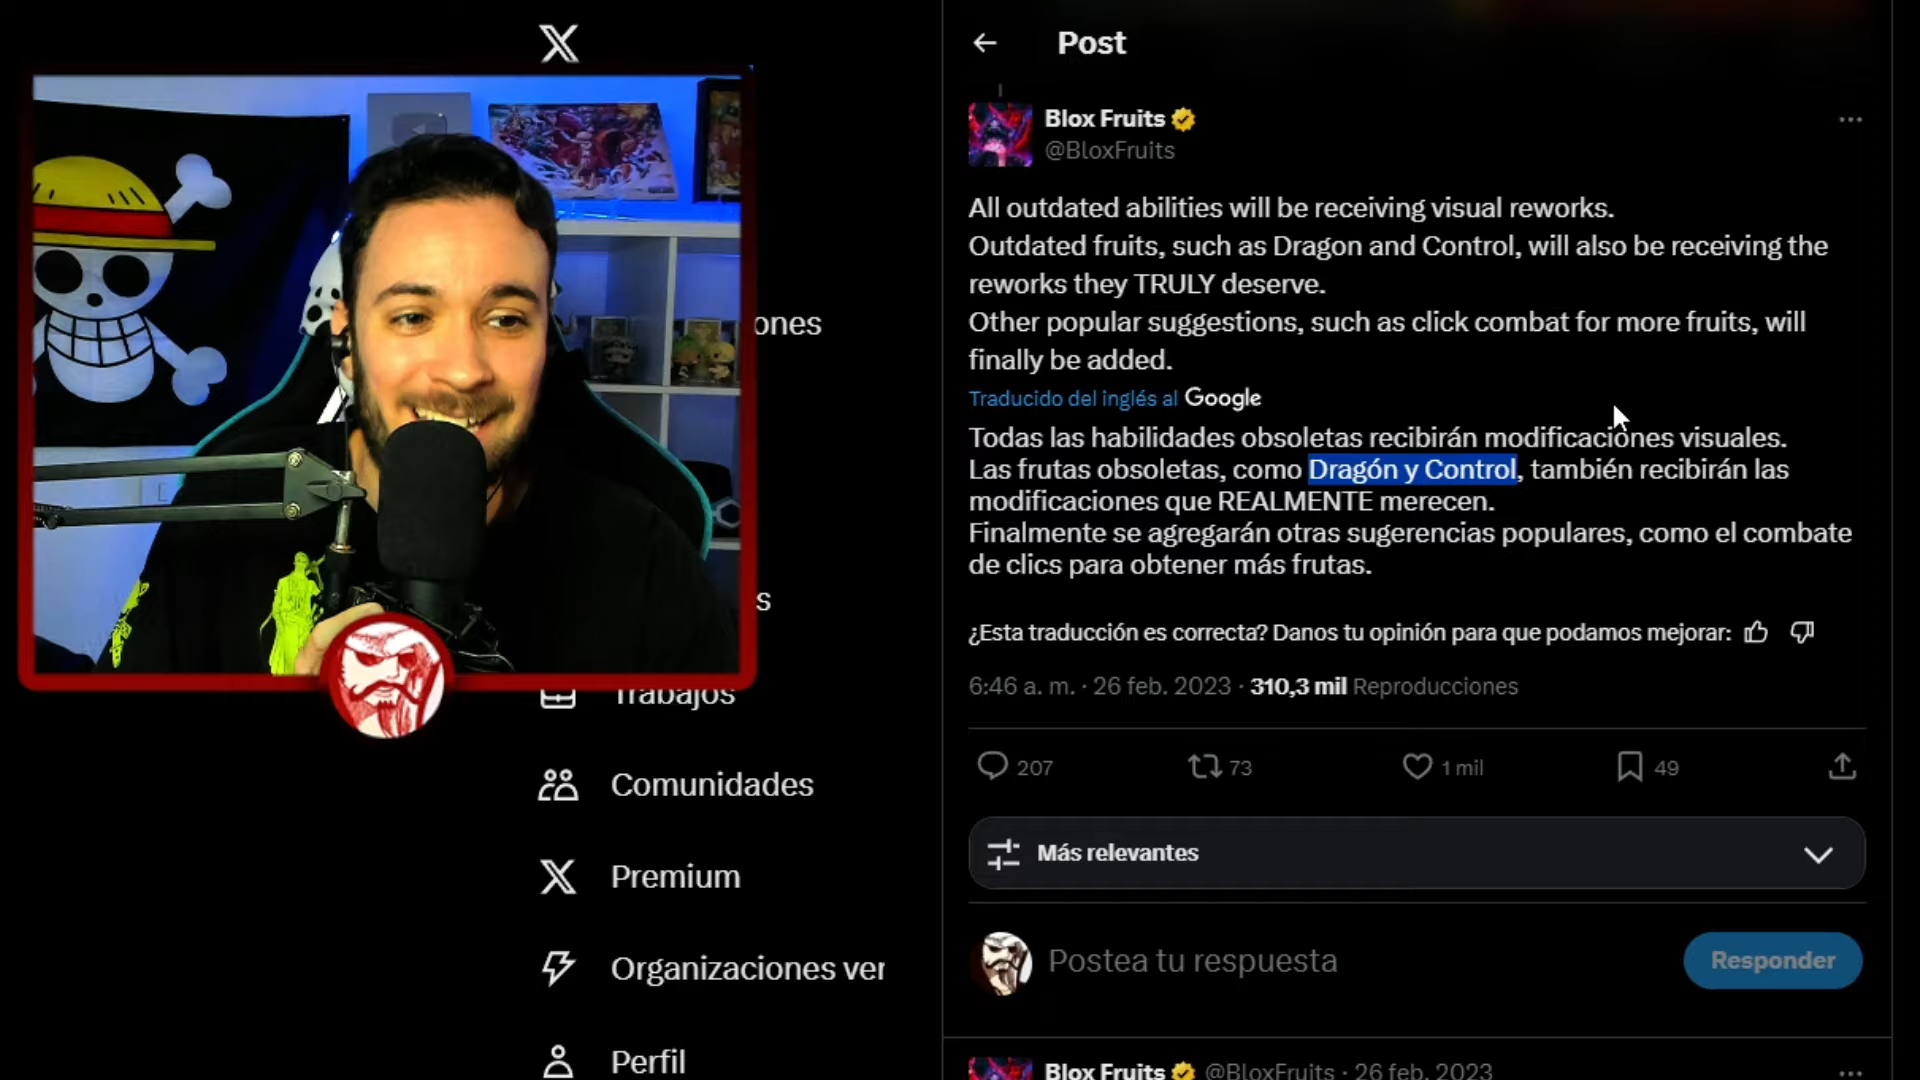 Post
Blox Fruits
@BloxFruits
All outdated abilities will be receiving visual reworks.
Outdated fruits, such as Dragon and Control, will also be receiving the
reworks they TRULY deserve.
Other popular suggestions, such as click combat for more fruits, will
finally be added.
Traducido del inglés al Google
Todas las habilidades obsoletas recibirán modificaciones visuales.
Las frutas obsoletas, como Dragón y Control, también recibirán las
modificaciones que REALMENTE merecen.
Finalmente se agregarán otras sugerencias populares, como el combate
de clics para obtener más frutas.
¿Esta traducción es correcta? Danos tu opinión para que podamos mejorar:
6:46 a. m. · 26 feb. 2023 · 310,3 mil Reproducciones
207 73 1 mil 49
Más relevantes
Postea tu respuesta
Responder
Blox Fruits @BloxFruits · 26 feb. 2023
ones
s
Trabajos
Comunidades
Premium
Organizaciones ver
Perfil